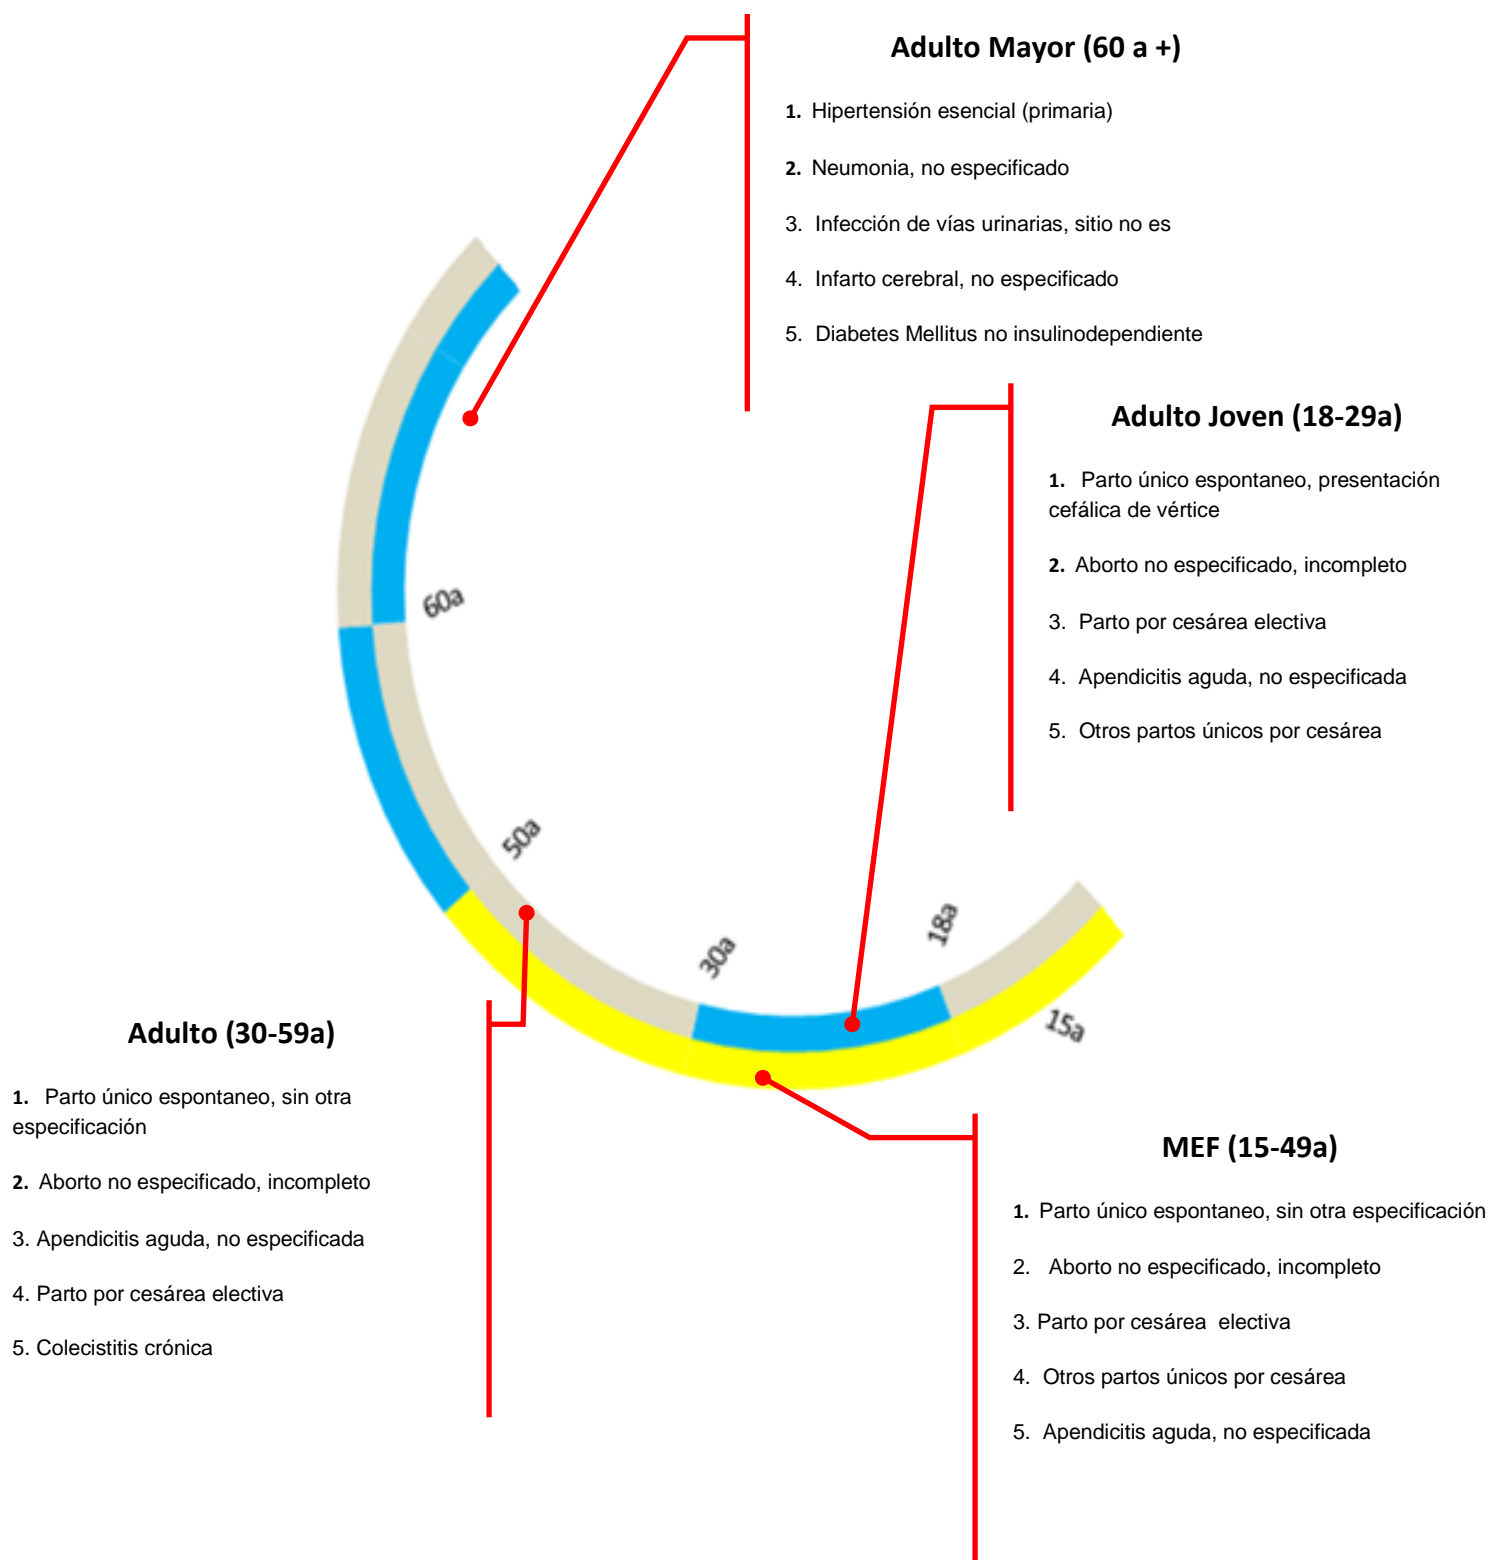 Adulto Mayor (60 a +)
1. Hipertensión esencial (primaria)
2. Neumonia, no especificado
3. Infección de vías urinarias, sitio no es
4. Infarto cerebral, no especificado
5. Diabetes Mellitus no insulinodependiente
Adulto Joven (18-29a)
1. Parto único espontaneo, presentación
cefálica de vértice
2. Aborto no especificado, incompleto
3. Parto por cesárea electiva
4. Apendicitis aguda, no especificada
5. Otros partos únicos por cesárea
60a
50a
30a
18a
15a
Adulto (30-59a)
1. Parto único espontaneo, sin otra
especificación
2. Aborto no especificado, incompleto
3. Apendicitis aguda, no especificada
4. Parto por cesárea electiva
5. Colecistitis crónica
MEF (15-49a)
1. Parto único espontaneo, sin otra especificación
2. Aborto no especificado, incompleto
3. Parto por cesárea electiva
4. Otros partos únicos por cesárea
5. Apendicitis aguda, no especificada